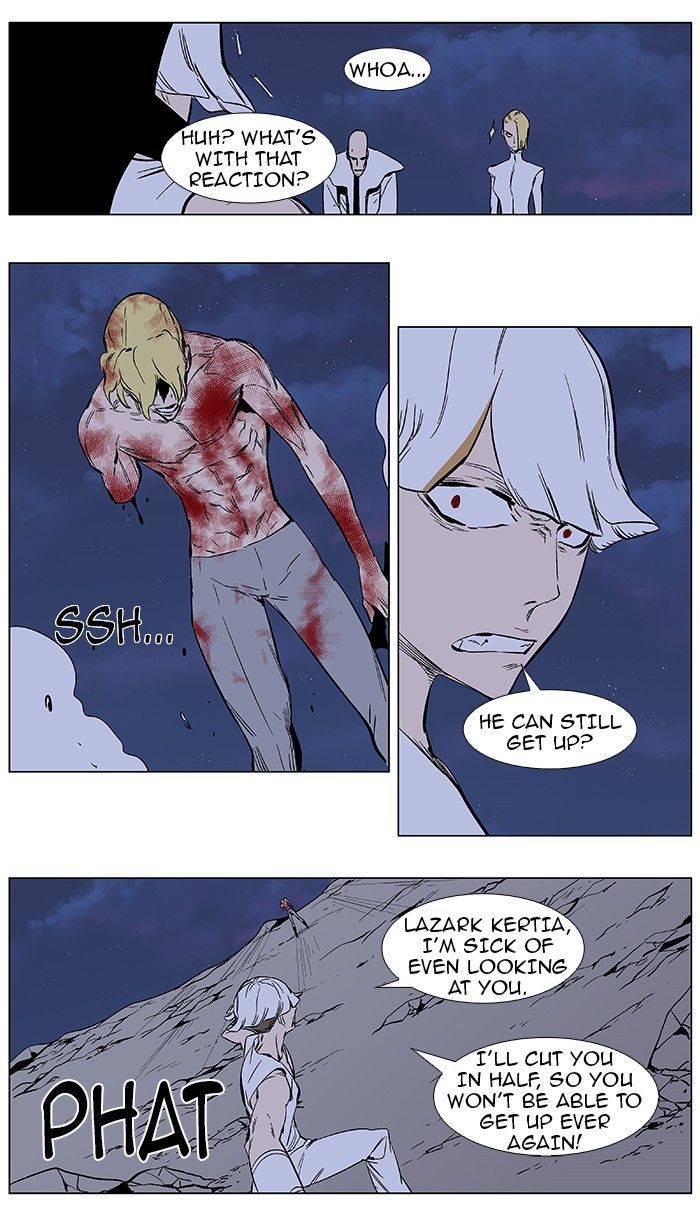 WHOA...
HUH? WHAT'S
WITH THAT
REACTION?
SSH...
HE CAN STILL
GET UP?
LAZARK KERTIA,
I'M SICK OF
EVEN LOOKING
AT YOU.
I'LL CUT YOU
IN HALF, SO YOU
WON'T BE ABLE TO
GET UP EVER
AGAIN!
PHAT